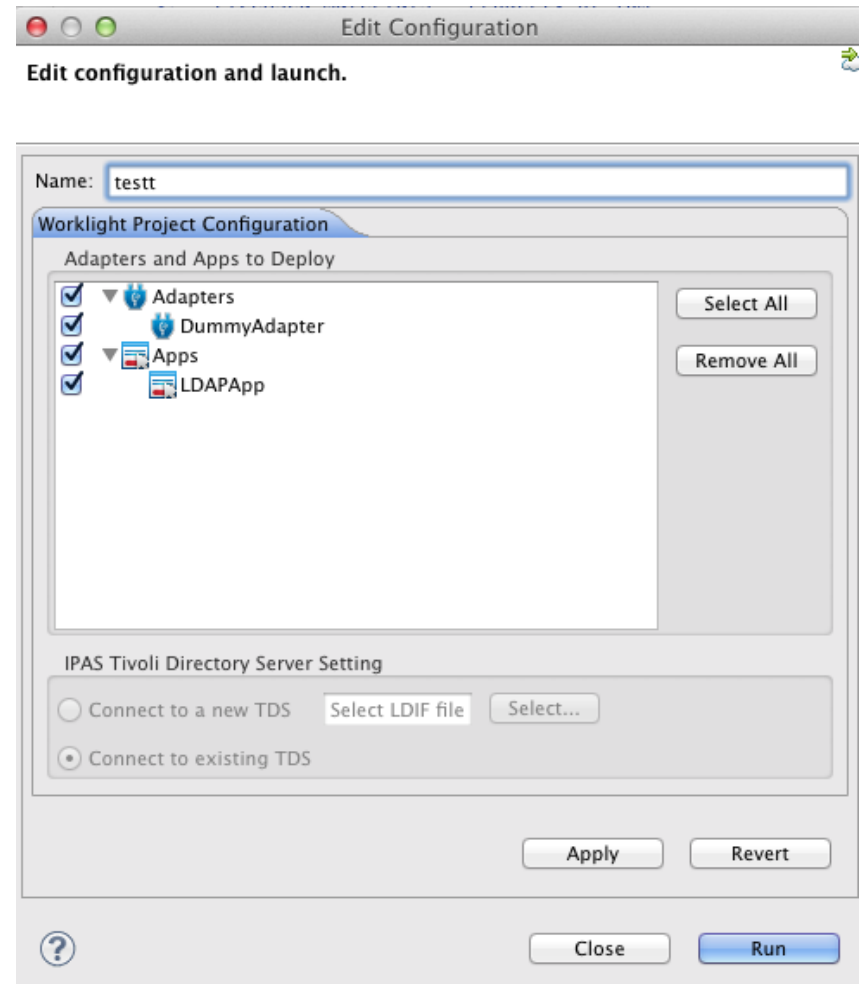 Edit Configuration
Edit configuration and launch.
Name: testt
Worklight Project Configuration
Adapters and Apps to Deploy
Adapters
Select All
DummyAdapter
Apps
Remove All
LDAPApp
IPAS Tivoli Directory Server Setting
Connect to a new TDS Select LDIF file Select...
Connect to existing TDS
Apply Revert
? Close Run